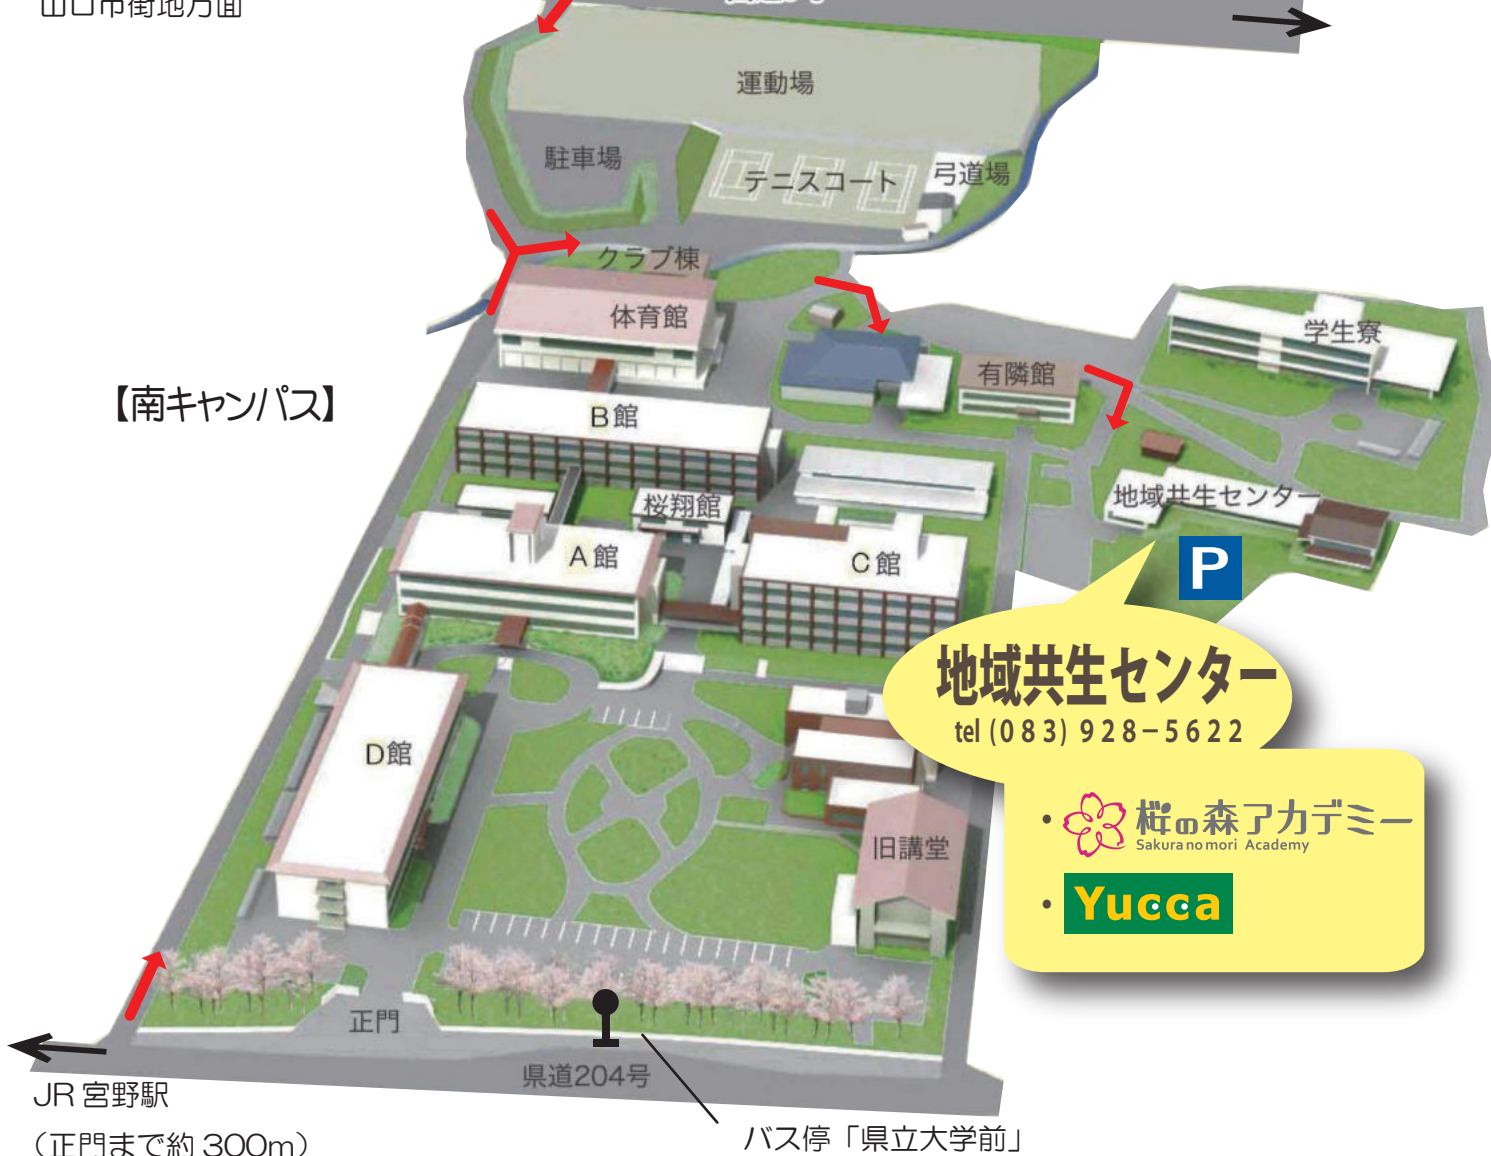 山口市街地方面
運動場
駐車場
テニスコート
弓道場
クラブ棟
体育館
学生寮
有隣館
【南キャンパス】
B館
地域共生センター
桜翔館
A館
C館
P
地域共生センター
tel (083) 928−5622
D館
・桜の森アカデミー
Sakura no mori Academy
旧講堂
・Yucca
正門
県道204号
JR 宮野駅
（正門まで約 300m）
バス停「県立大学前」